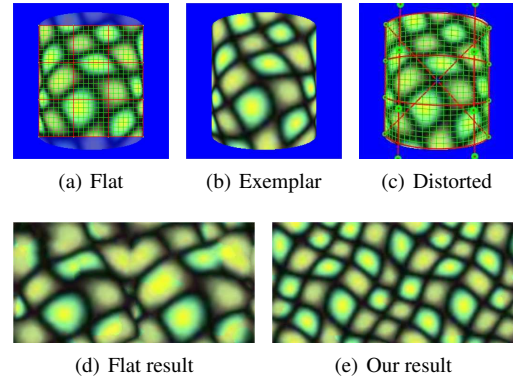 (a) Flat
(b) Exemplar
(c) Distorted
(d) Flat result
(e) Our result